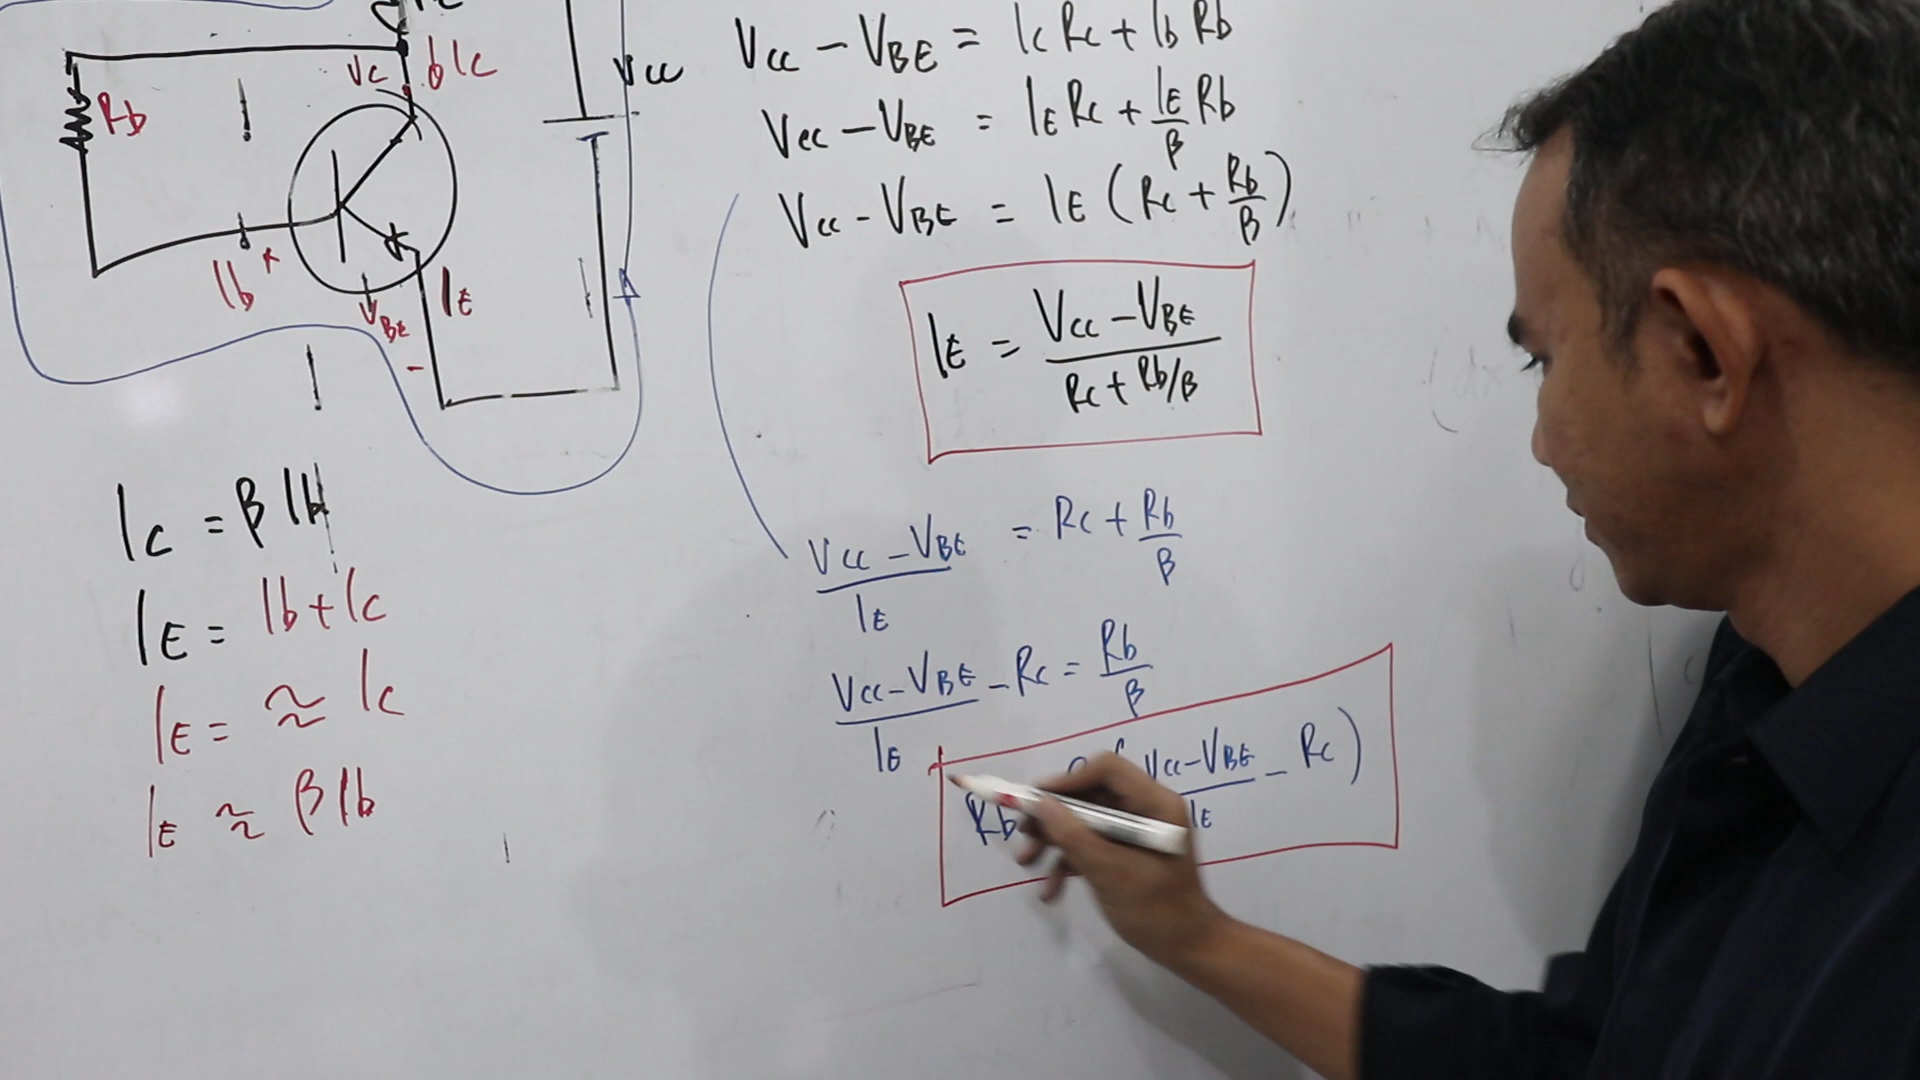 Vc
Ic
Vcc
Rb
Ib
VBE
-
IE
Ic = β Ib
IE = Ib + Ic
IE = ≈ Ic
IE ≈ β Ib
Vcc - VBE = Ic Rc + Ib Rb
Vcc - VBE = IE Rc + IE/β Rb
Vcc - VBE = IE (Rc + Rb/β)
IE = Vcc - VBE / Rc + Rb/β
Vcc - VBE / IE = Rc + Rb/β
Vcc - VBE / IE - Rc = Rb/β
Rb Vcc - VBE / IE - Rc)